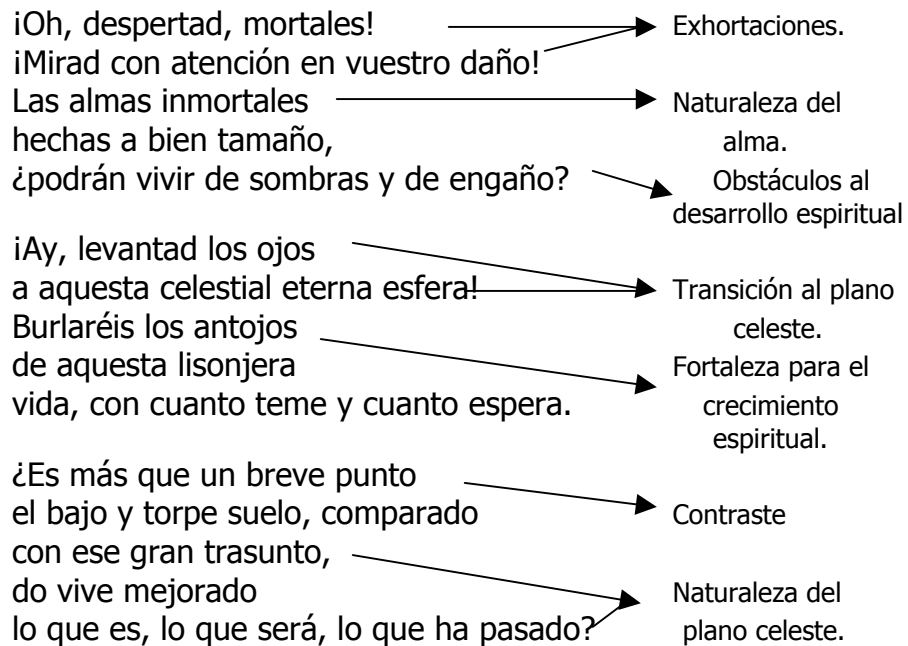 ¡Oh, despertad, mortales!
¡Mirad con atención en vuestro daño!
Las almas inmortales
hechas a bien tamaño,
¿podrán vivir de sombras y de engaño?
¡Ay, levantad los ojos
a aquesta celestial eterna esfera!
Burlaréis los antojos
de aquesta lisonjera
vida, con cuanto teme y cuanto espera.
¿Es más que un breve punto
el bajo y torpe suelo, comparado
con ese gran trasunto,
do vive mejorado
lo que es, lo que será, lo que ha pasado?
Exhortaciones.
Naturaleza del
alma.
Obstáculos al
desarrollo espiritual
Transición al plano
celeste.
Fortaleza para el
crecimiento
espiritual.
Contraste
Naturaleza del
plano celeste.